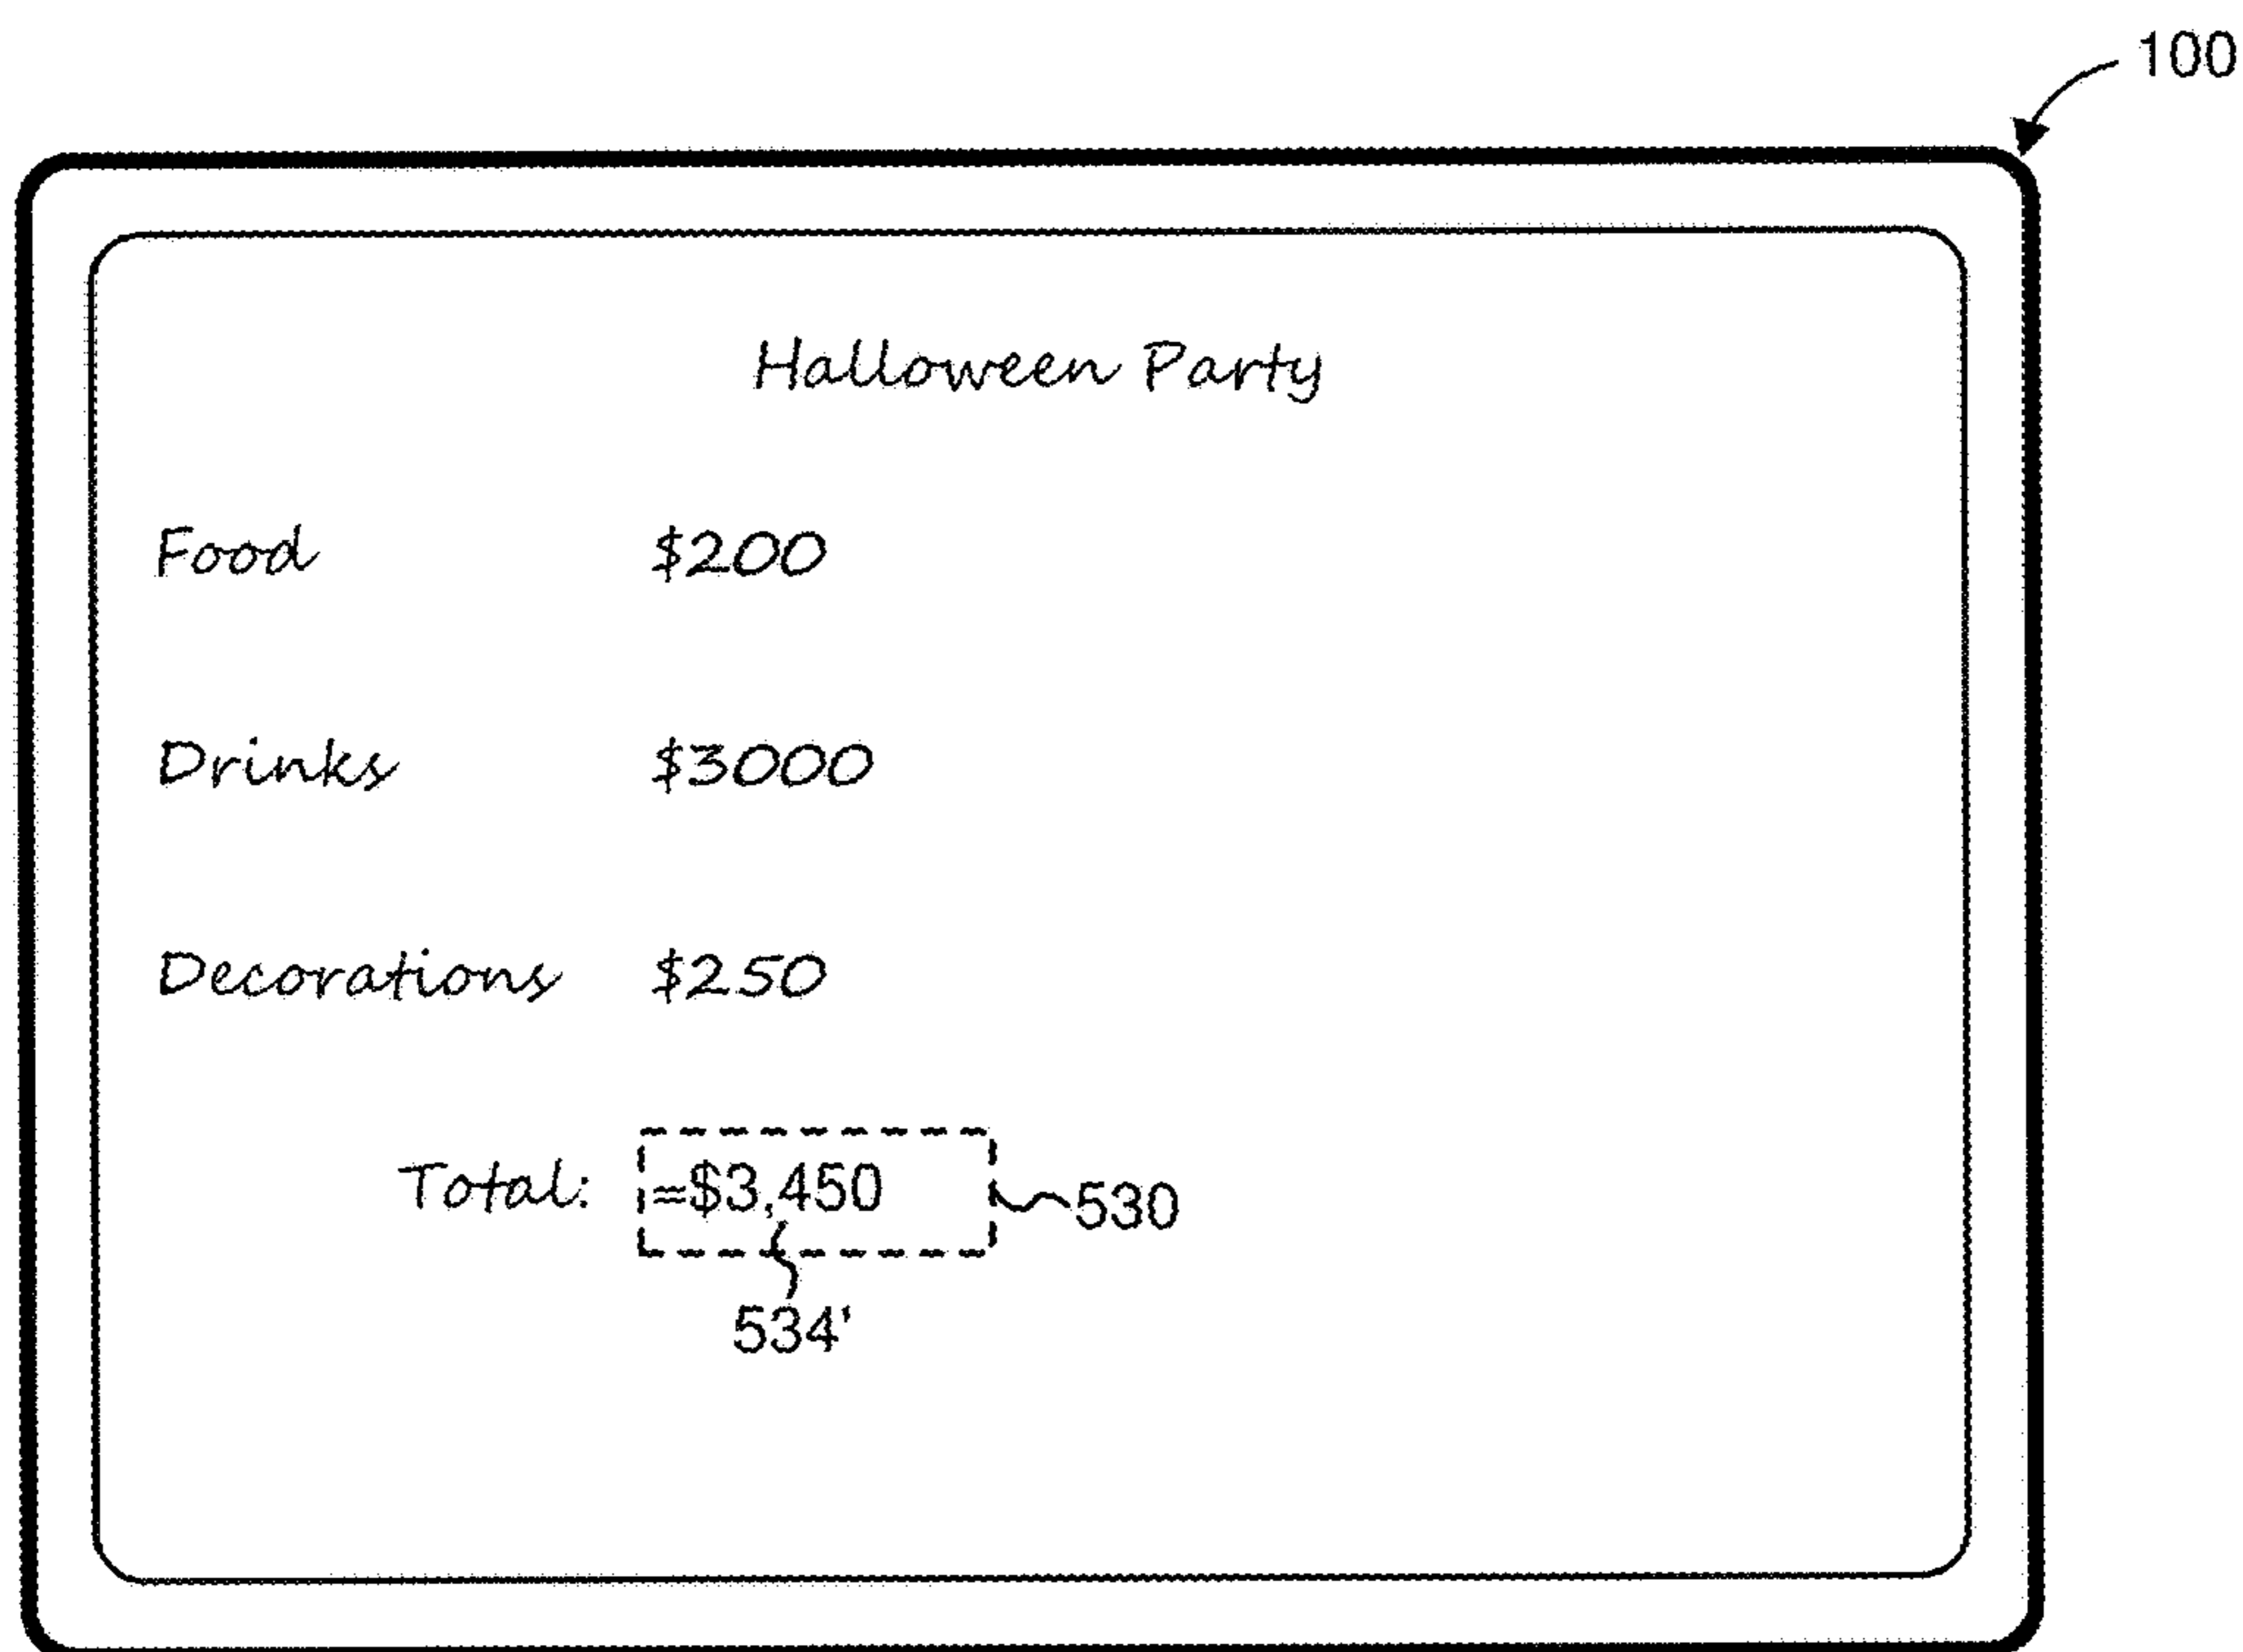 100
Halloween Party
Food $200
Drinks $3000
Decorations $250
Total: =$3,450 530
534'